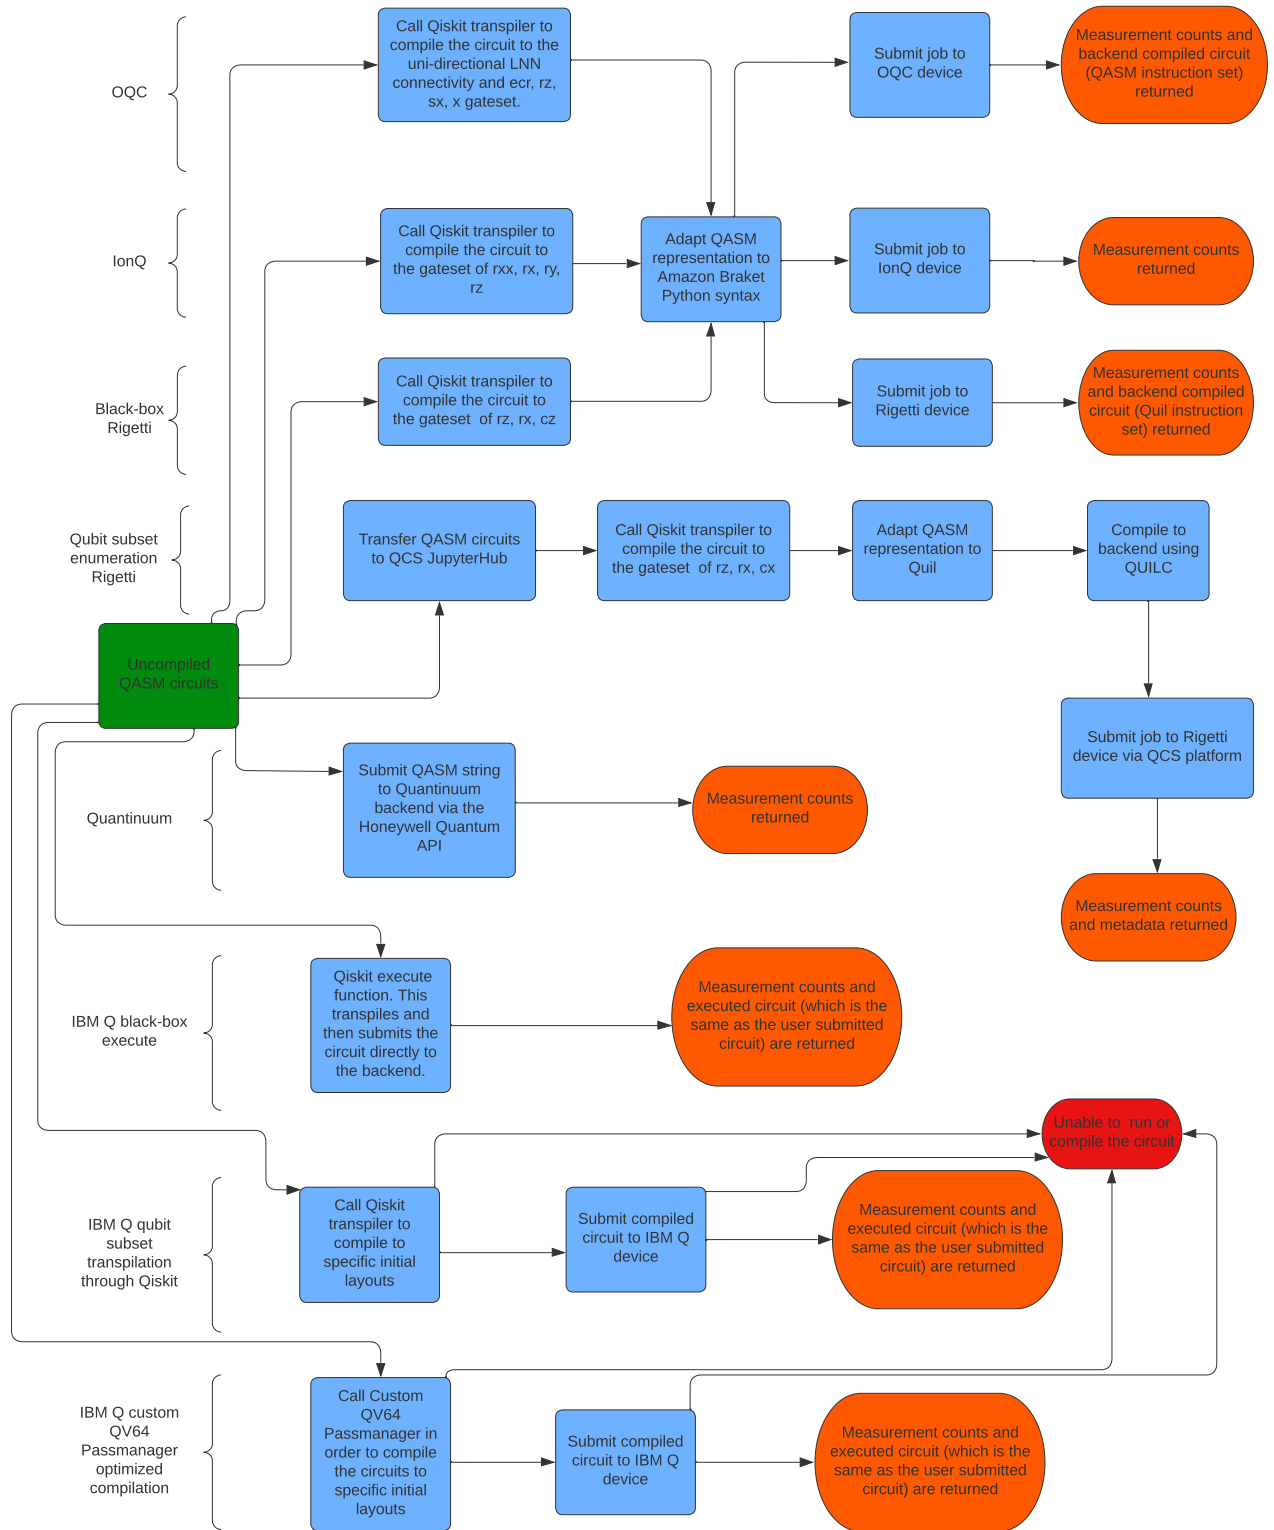 OQC
Call Qiskit transpiler to
compile the circuit to the
uni-directional LNN
connectivity and ecr, rz,
sx, x gateset.
Submit job to
OQC device
Measurement counts and
backend compiled circuit
(QASM instruction set)
returned
IonQ
Call Qiskit transpiler to
compile the circuit to
the gateset of rxx, rx, ry,
rz
Adapt QASM
representation to
Amazon Braket
Python syntax
Submit job to
IonQ device
Measurement counts
returned
Black-box
Rigetti
Call Qiskit transpiler to
compile the circuit to
the gateset  of rz, rx, cz
Submit job to
Rigetti device
Measurement counts
and backend compiled
circuit (Quil instruction
set) returned
Qubit subset
enumeration
Rigetti
Transfer QASM circuits
to QCS JupyterHub
Call Qiskit transpiler to
compile the circuit to
the gateset  of rz, rx, cx
Adapt QASM
representation to
Quil
Compile to
backend using
QUILC
Uncompiled
QASM circuits
Submit job to Rigetti
device via QCS platform
Quantinuum
Submit QASM string
to Quantinuum
backend via the
Honeywell Quantum
API
Measurement counts
returned
Measurement counts
and metadata returned
IBM Q black-box
execute
Qiskit execute
function. This
transpiles and
then submits the
circuit directly to
the backend.
Measurement counts and
executed circuit (which is the
same as the user submitted
circuit) are returned
Unable to  run or
compile the circuit
IBM Q qubit
subset
transpilation
through Qiskit
Call Qiskit
transpiler to
compile to
specific initial
layouts
Submit compiled
circuit to IBM Q
device
Measurement counts and
executed circuit (which is the
same as the user submitted
circuit) are returned
IBM Q custom
QV64
Passmanager
optimized
compilation
Call Custom
QV64
Passmanager in
order to compile
the circuits to
specific initial
layouts
Submit compiled
circuit to IBM Q
device
Measurement counts and
executed circuit (which is the
same as the user submitted
circuit) are returned